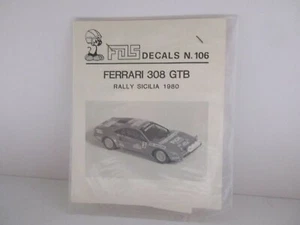 FDS DECALS N.106
FERRARI 308 GTB
RALLY SICILIA 1980